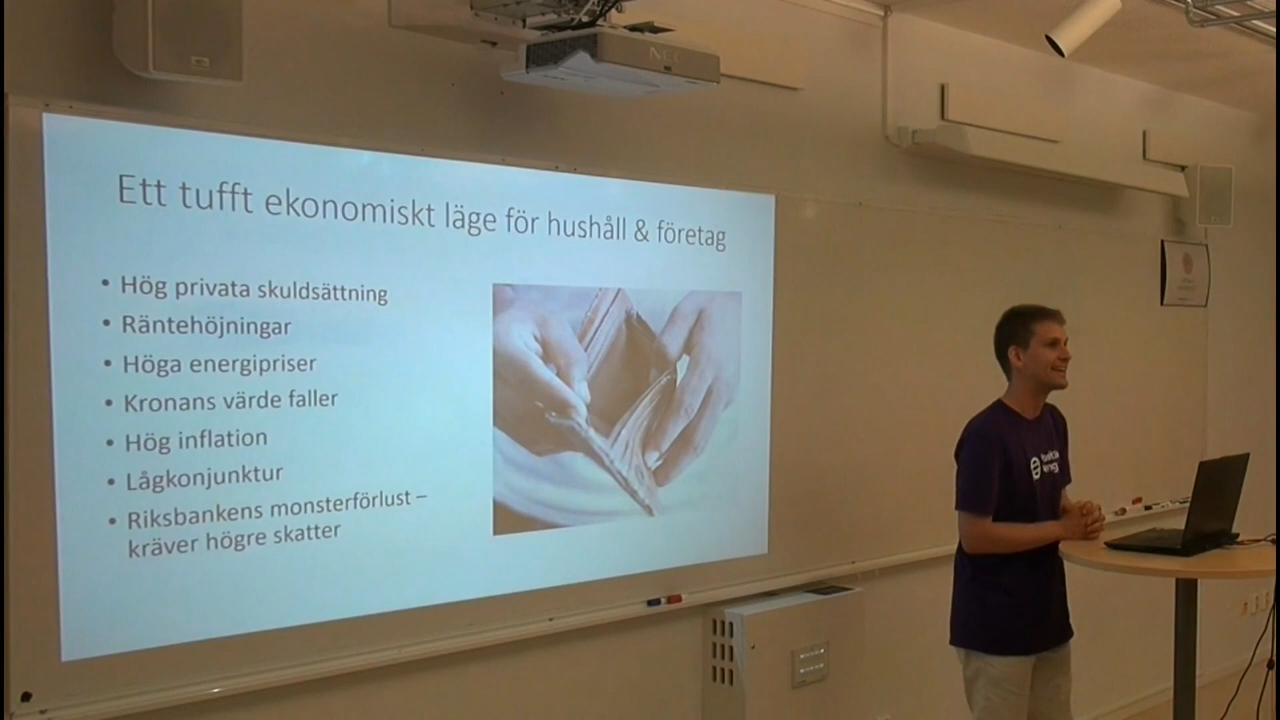 NEC
Ett tufft ekonomiskt läge för hushåll & företag
• Hög privata skuldsättning
• Räntehöjningar
• Höga energipriser
• Kronans värde faller
• Hög inflation
• Lågkonjunktur
• Riksbankens monsterförlust –
kräver högre skatter